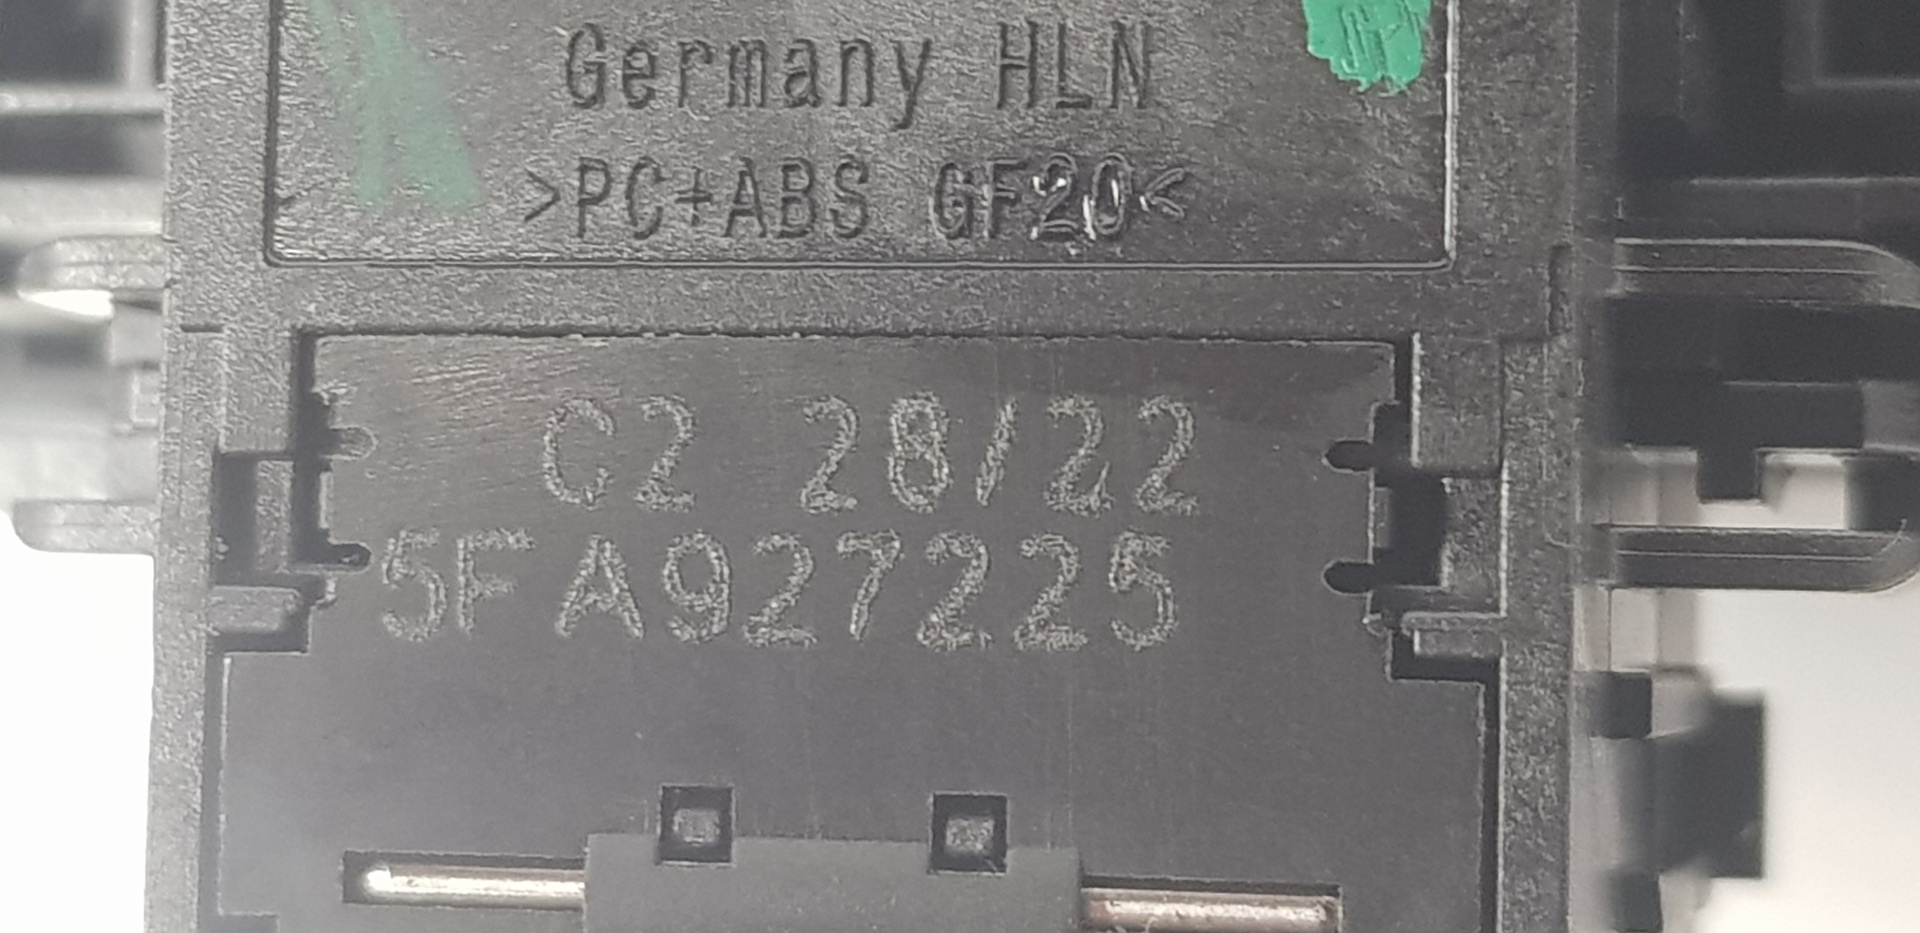 Germany HLN
>PC+ABS GF20<
C2 28/22
5FA927225